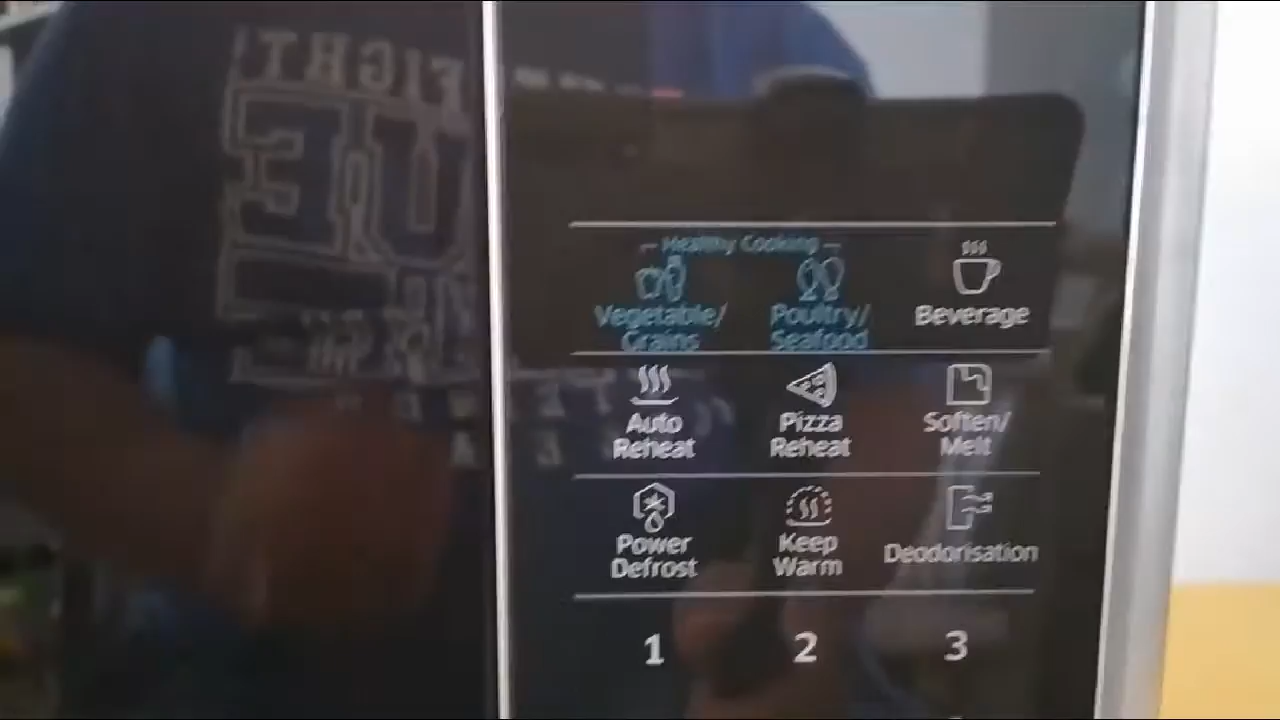 FIGHT!
Healthy Cooking
Vegetable/
Grains
Poultry/
Seafood
Beverage
Auto
Reheat
Pizza
Reheat
Soften/
Melt
Power
Defrost
Keep
Warm
Deodorisation
1
2
3